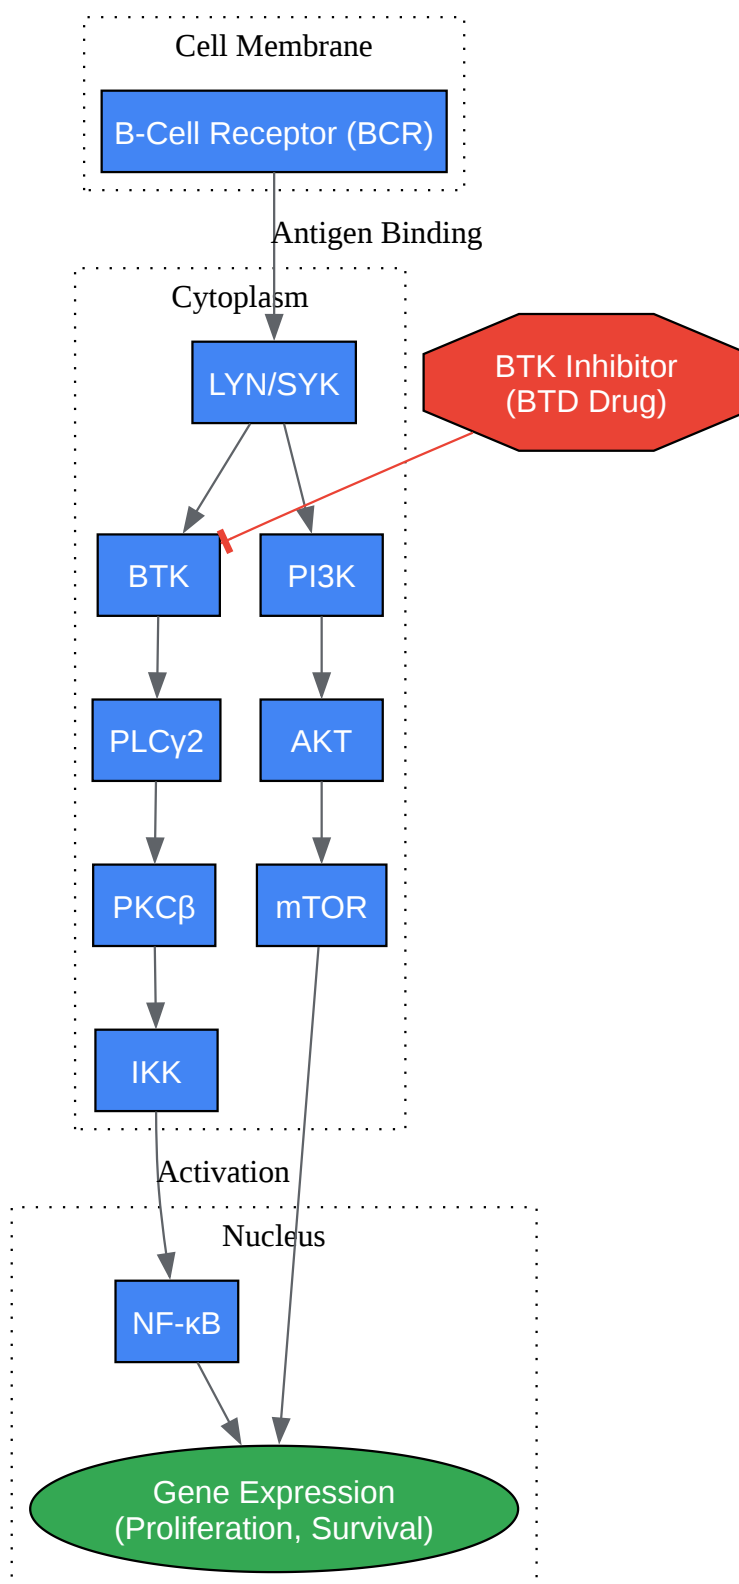 Cell Membrane
B-Cell Receptor (BCR)
Antigen Binding
Cytoplasm
LYN/SYK
BTK Inhibitor
(BTD Drug)
BTK
PI3K
PLCγ2
AKT
PKCβ
mTOR
IKK
Activation
Nucleus
NF-κB
Gene Expression
(Proliferation, Survival)